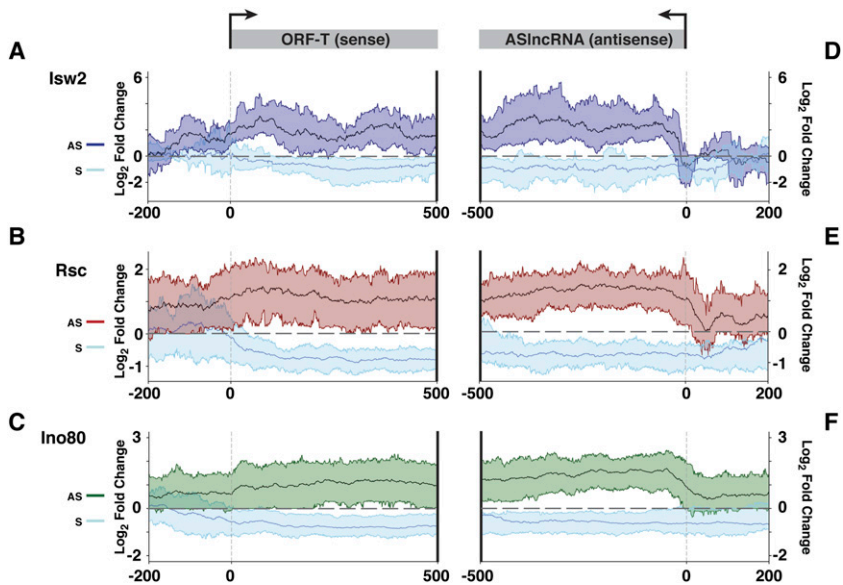 ORF-T (sense)
ASlncRNA (antisense)
A
Isw2
AS
S
Log2 Fold Change
6
0
-2
-200
0
500
D
6
0
-2
Log2 Fold Change
-500
0
200
B
Rsc
AS
S
Log2 Fold Change
2
0
-1
-200
0
500
E
2
0
-1
Log2 Fold Change
-500
0
200
C
Ino80
AS
S
Log2 Fold Change
3
0
-2
-200
0
500
F
3
0
-2
Log2 Fold Change
-500
0
200